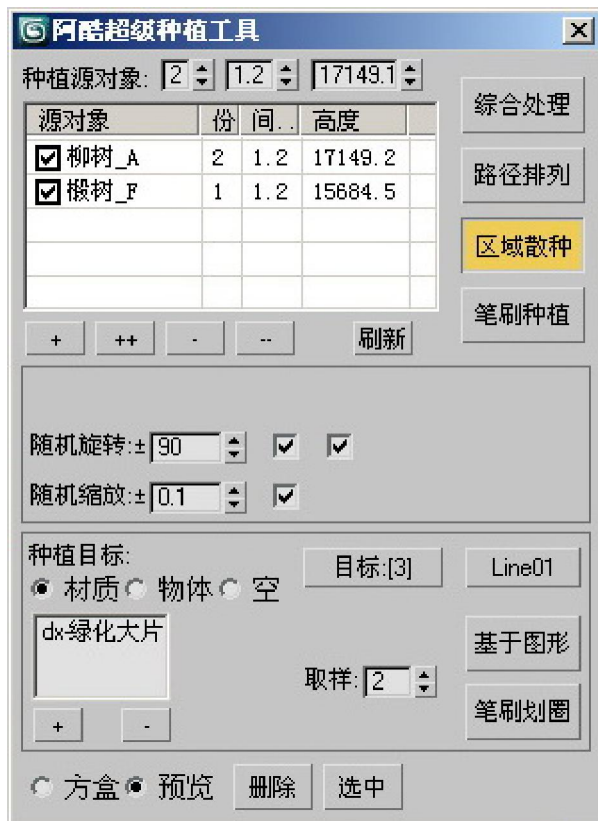 阿酷超级种植工具
种植源对象: 2 1.2 17149.1
综合处理
源对象 份 间.. 高度
柳树_A 2 1.2 17149.2
椴树_F 1 1.2 15684.5
路径排列
区域散种
笔刷种植
+ ++ - -- 刷新
随机旋转:± 90
随机缩放:± 0.1
种植目标:
目标:[3] Line01
材质 物体 空
dx-绿化大片
基于图形
取样: 2
笔刷划圈
+ -
方盒 预览 删除 选中